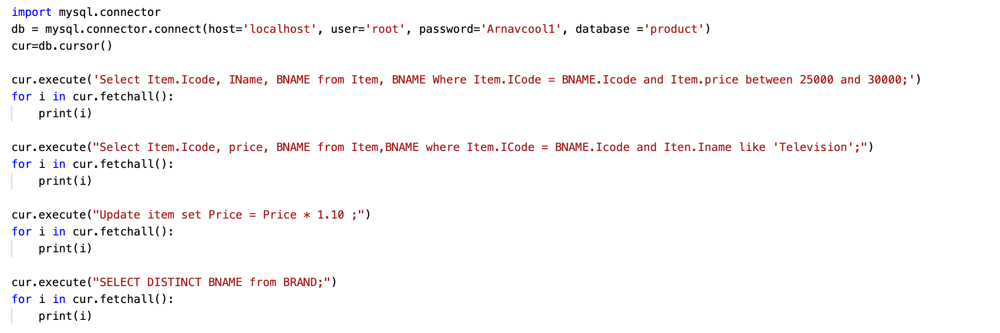 import mysql.connector
db = mysql.connector.connect(host='localhost', user='root', password='Arnavcool1', database ='product')
cur=db.cursor()

cur.execute('Select Item.Icode, IName, BNAME from Item, BNAME Where Item.ICode = BNAME.Icode and Item.price between 25000 and 30000;')
for i in cur.fetchall():
    print(i)

cur.execute("Select Item.Icode, price, BNAME from Item,BNAME where Item.ICode = BNAME.Icode and Iten.Iname like 'Television';")
for i in cur.fetchall():
    print(i)

cur.execute("Update item set Price = Price * 1.10 ;")
for i in cur.fetchall():
    print(i)

cur.execute("SELECT DISTINCT BNAME from BRAND;")
for i in cur.fetchall():
    print(i)